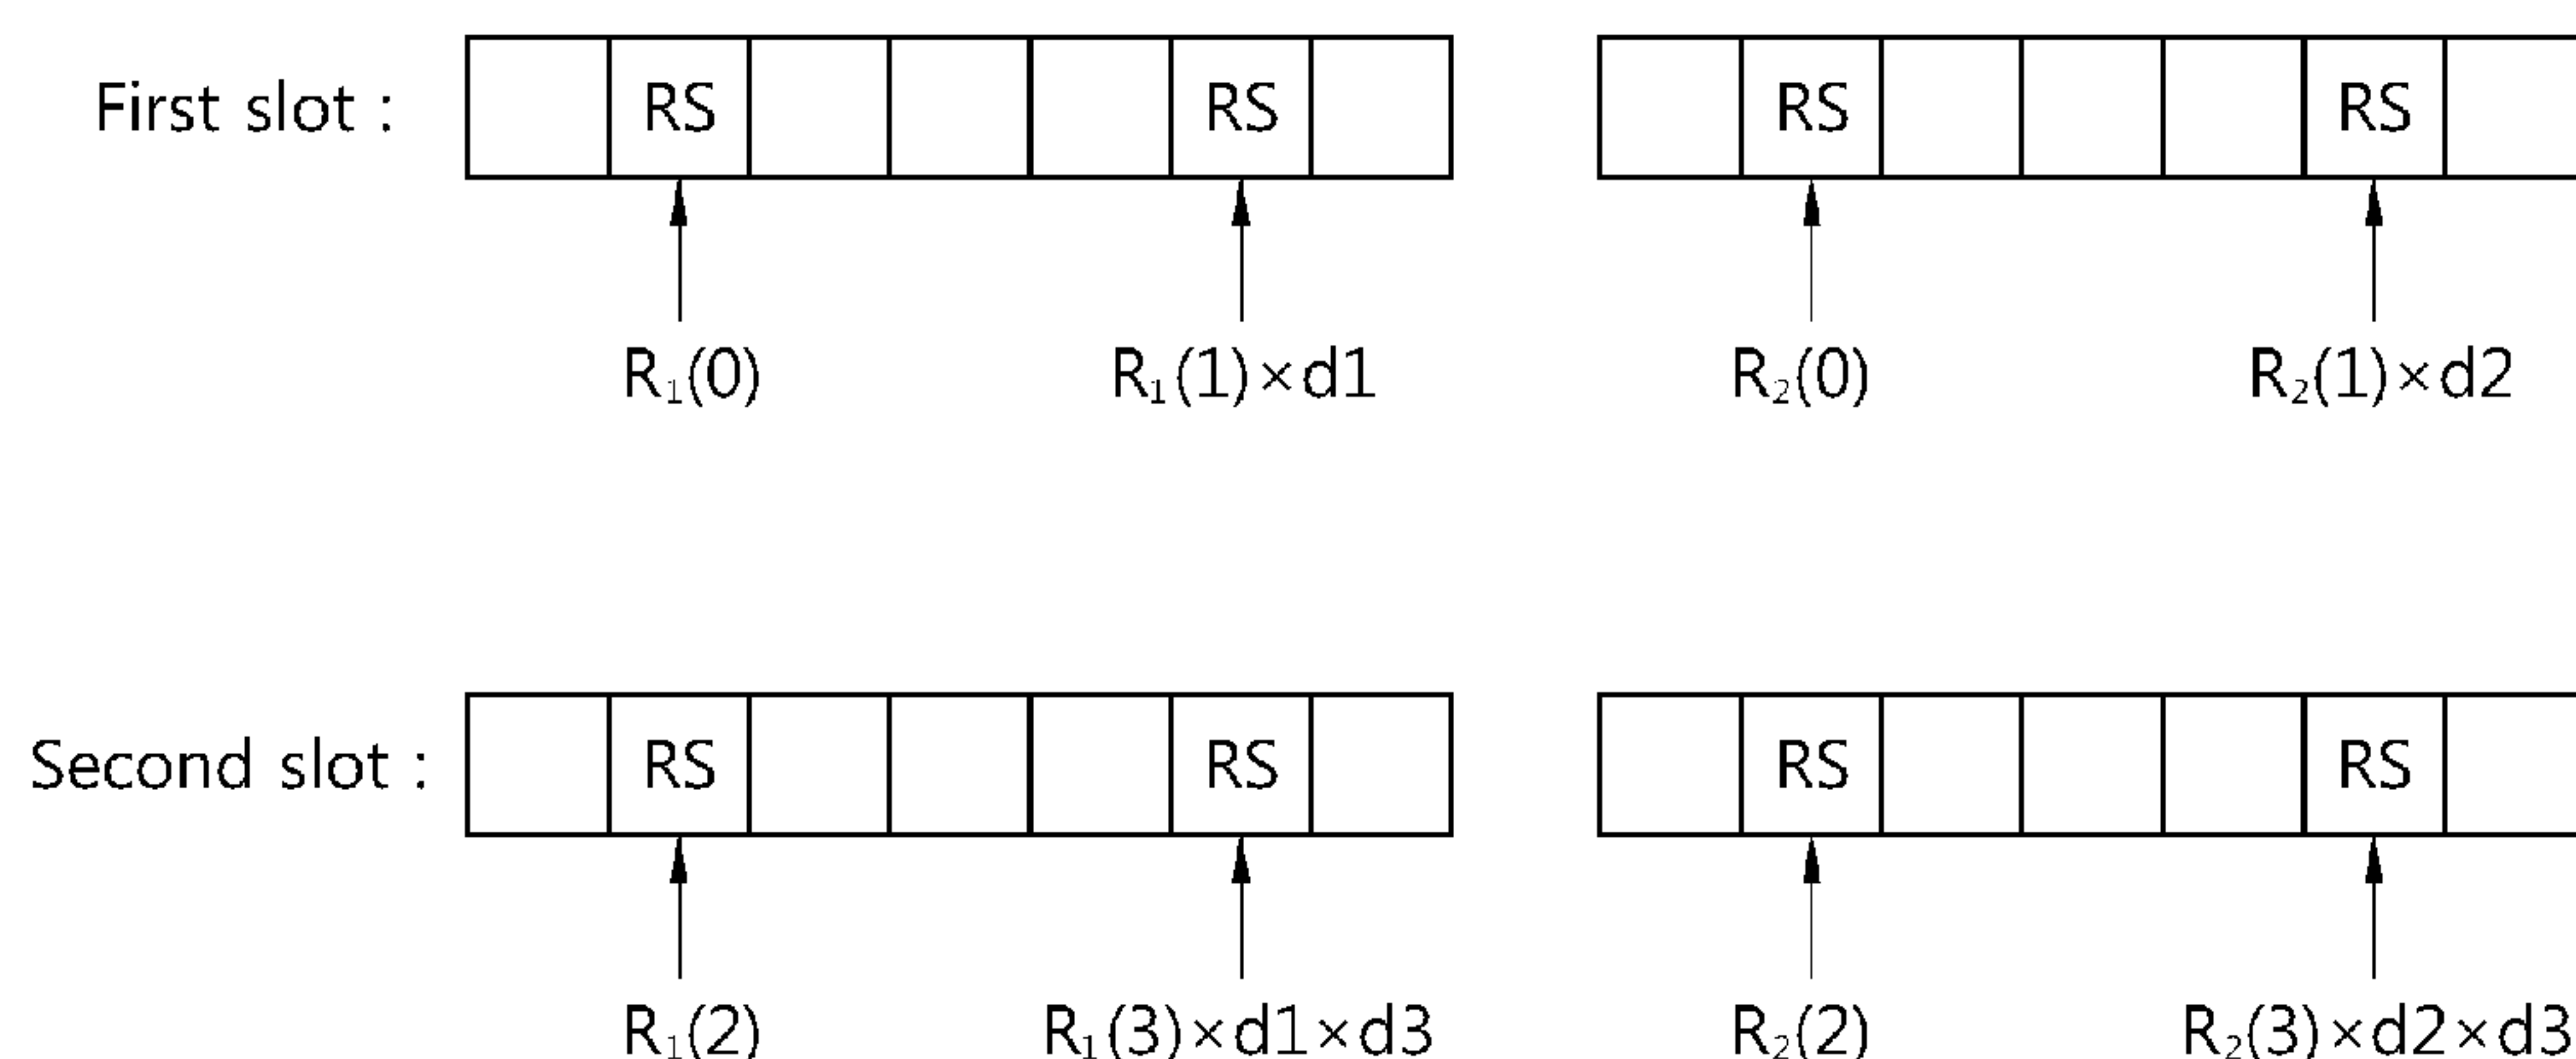 First slot : RS RS RS RS
R₁(0) R₁(1)×d1 R₂(0) R₂(1)×d2
Second slot : RS RS RS RS
R₁(2) R₁(3)×d1×d3 R₂(2) R₂(3)×d2×d3